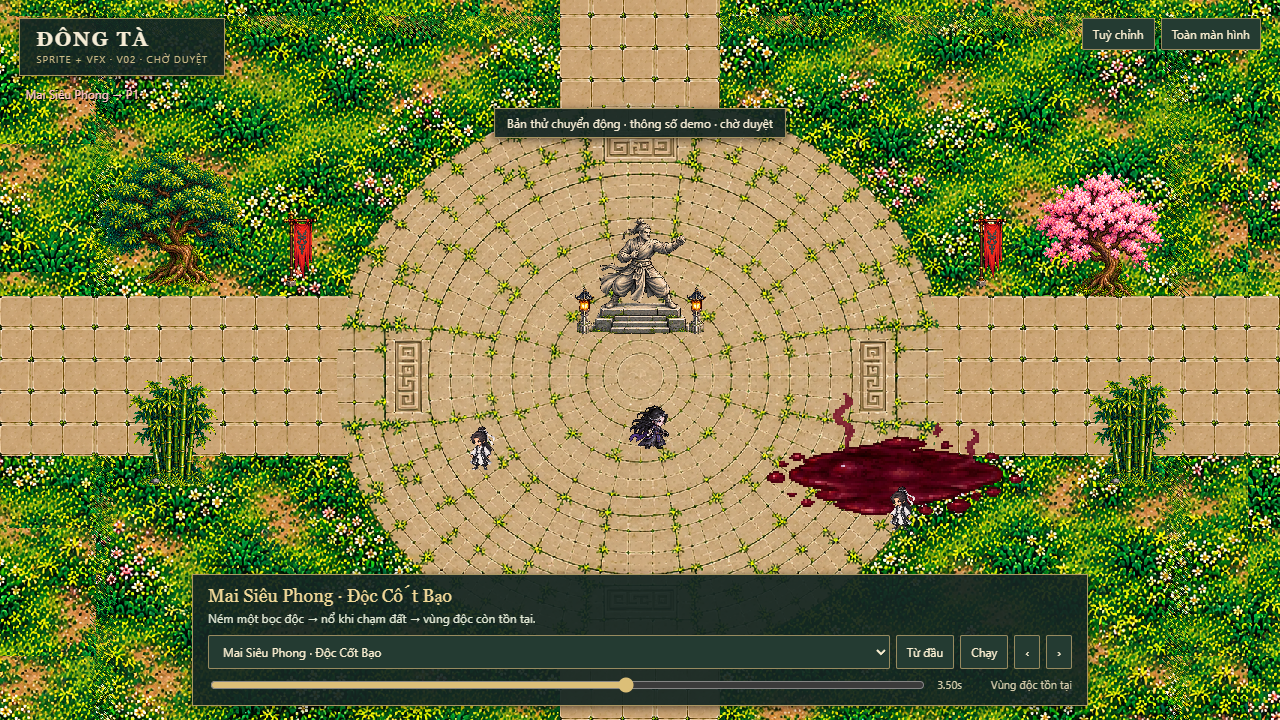 ĐÔNG TÀ
SPRITE + VFX · V02 · CHỜ DUYỆT
Mai Siêu Phong → P1
Tuỳ chỉnh
Toàn màn hình
Bản thử chuyển động · thông số demo · chờ duyệt
Mai Siêu Phong · Độc Cốt Bạo
Ném một bọc độc → nổ khi chạm đất → vùng độc còn tồn tại.
Mai Siêu Phong · Độc Cốt Bạo
Từ đầu
Chạy
‹
›
3.50s
Vùng độc tồn tại